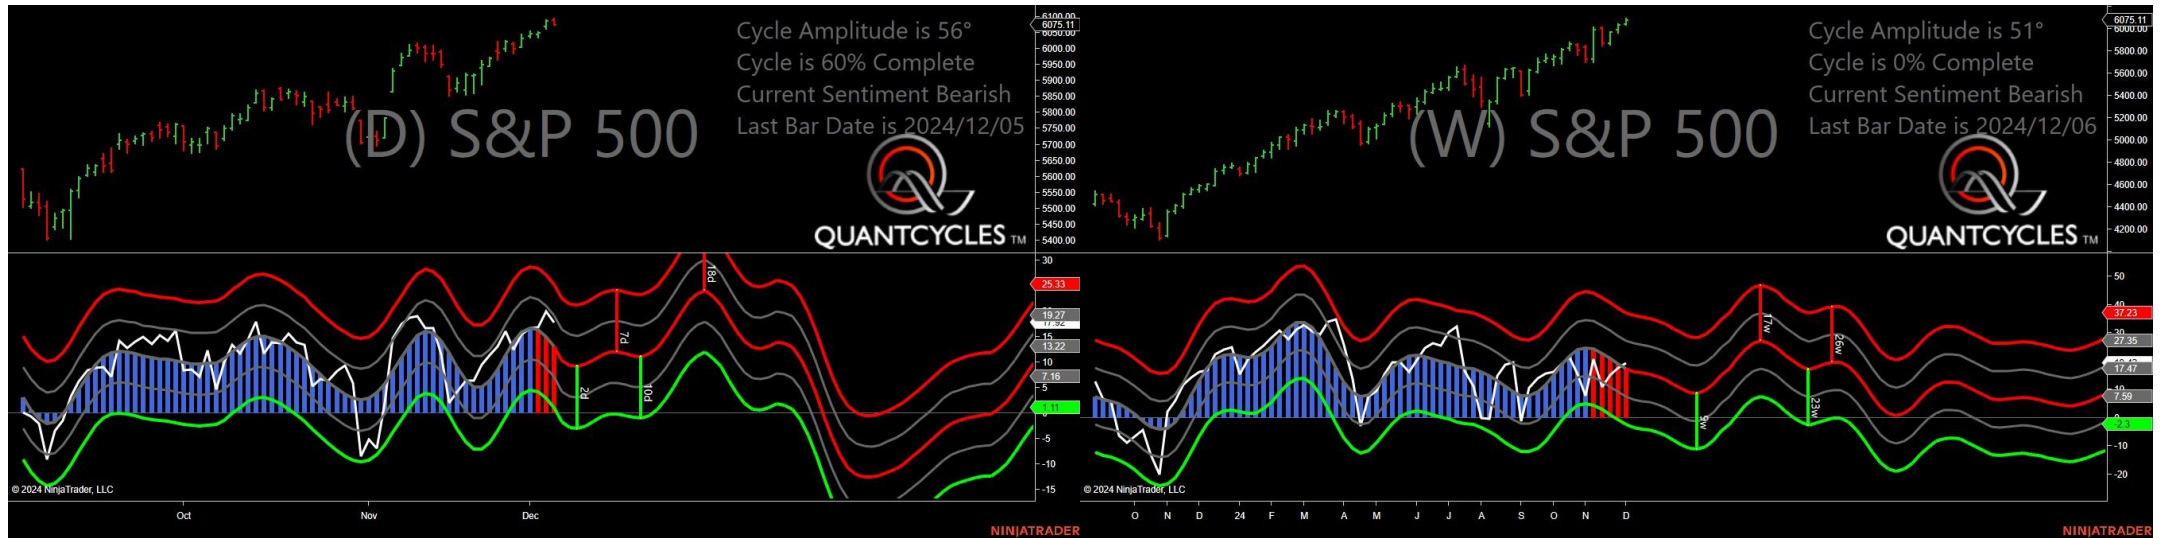 Cycle Amplitude is 56°
Cycle is 60% Complete
Current Sentiment Bearish
Last Bar Date is 2024/12/05
(D) S&P 500
QUANTCYCLES TM
6100.00
6075.11
6050.00
6000.00
5950.00
5900.00
5850.00
5800.00
5750.00
5700.00
5650.00
5600.00
5550.00
5500.00
5450.00
5400.00
30
25.33
19.27
17.92
15
13.22
10
7.16
5
1.11
0
-5
-10
-15
2d
7d
10d
18d
© 2024 NinjaTrader, LLC
Oct Nov Dec
NINJATRADER
Cycle Amplitude is 51°
Cycle is 0% Complete
Current Sentiment Bearish
Last Bar Date is 2024/12/06
(W) S&P 500
QUANTCYCLES TM
6075.11
6000.00
5800.00
5600.00
5400.00
5200.00
5000.00
4800.00
4600.00
4400.00
4200.00
50
40
37.23
30
27.35
17.47
10
7.59
0
-2.3
-10
-20
9w
17w
23w
26w
© 2024 NinjaTrader, LLC
O N D 24 F M A M J J A S O N D
NINJATRADER